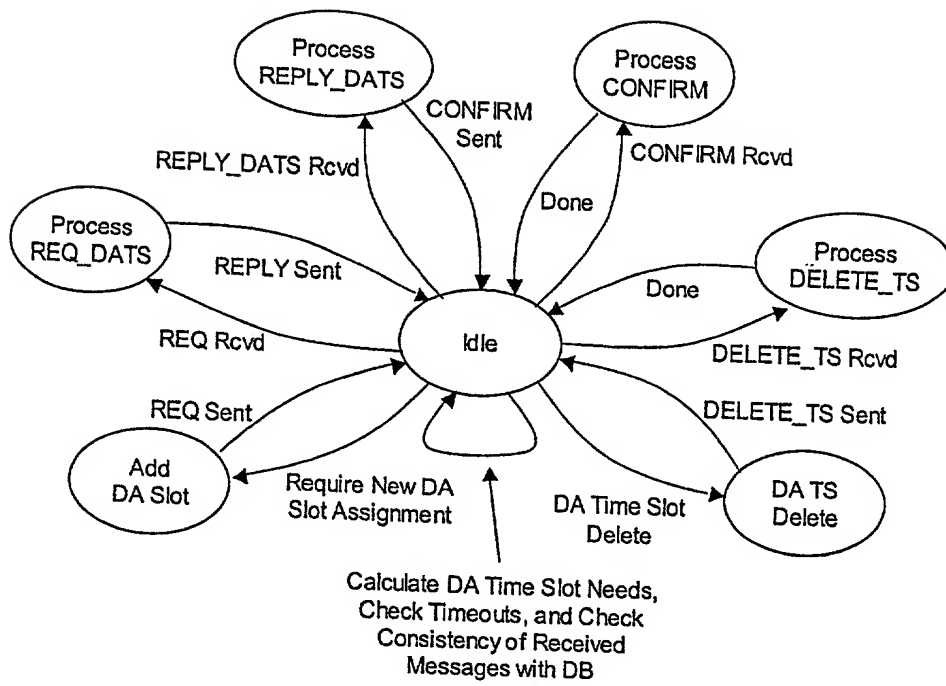 Process
REPLY_DATS
Process
CONFIRM
CONFIRM
Sent
REPLY_DATS Rcvd
CONFIRM Rcvd
Done
Process
REQ_DATS
REPLY Sent
Process
DELETE_TS
Done
Idle
REQ Rcvd
DELETE_TS Rcvd
REQ Sent
DELETE_TS Sent
Add
DA Slot
Require New DA
Slot Assignment
DA Time Slot
Delete
DA TS
Delete
Calculate DA Time Slot Needs,
Check Timeouts, and Check
Consistency of Received
Messages with DB